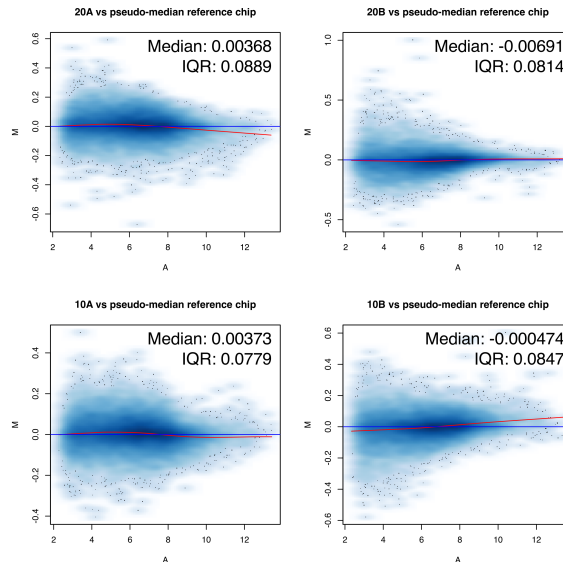 20A vs pseudo-median reference chip
Median: 0.00368
IQR: 0.0889
M
0.6
0.4
0.2
0.0
-0.2
-0.4
-0.6
2 4 6 8 10 12
A
20B vs pseudo-median reference chip
Median: -0.00691
IQR: 0.0814
M
1.0
0.5
0.0
-0.5
2 4 6 8 10 12
A
10A vs pseudo-median reference chip
Median: 0.00373
IQR: 0.0779
M
0.4
0.2
0.0
-0.2
-0.4
2 4 6 8 10 12
A
10B vs pseudo-median reference chip
Median: -0.000474
IQR: 0.0847
M
0.6
0.4
0.2
0.0
-0.2
-0.4
-0.6
2 4 6 8 10 12
A